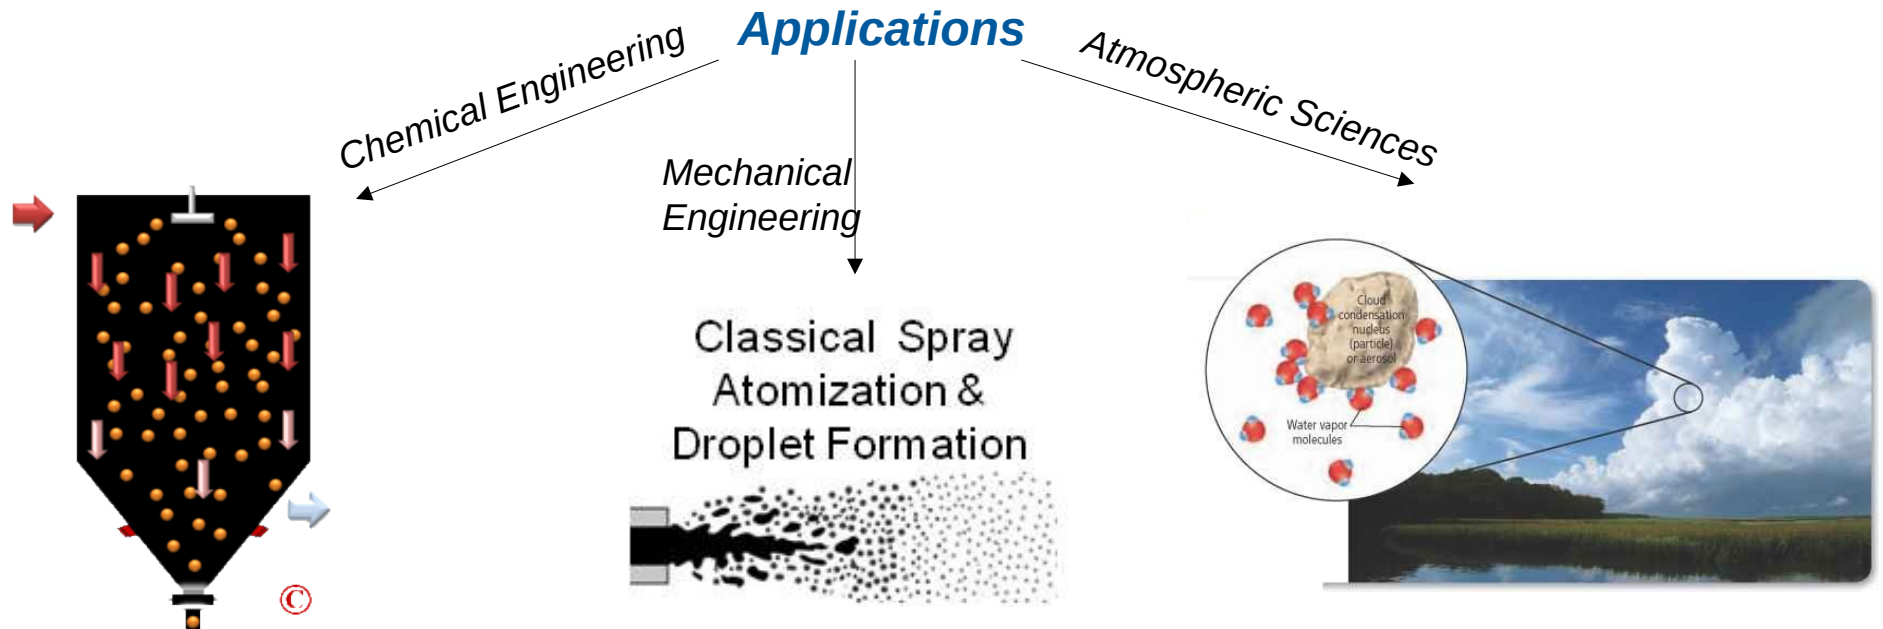 Applications
Chemical Engineering
Mechanical
Engineering
Atmospheric Sciences
Classical Spray
Atomization &
Droplet Formation
Cloud
condensation
nucleus
(particle)
or aerosol
Water vapor
molecules
©